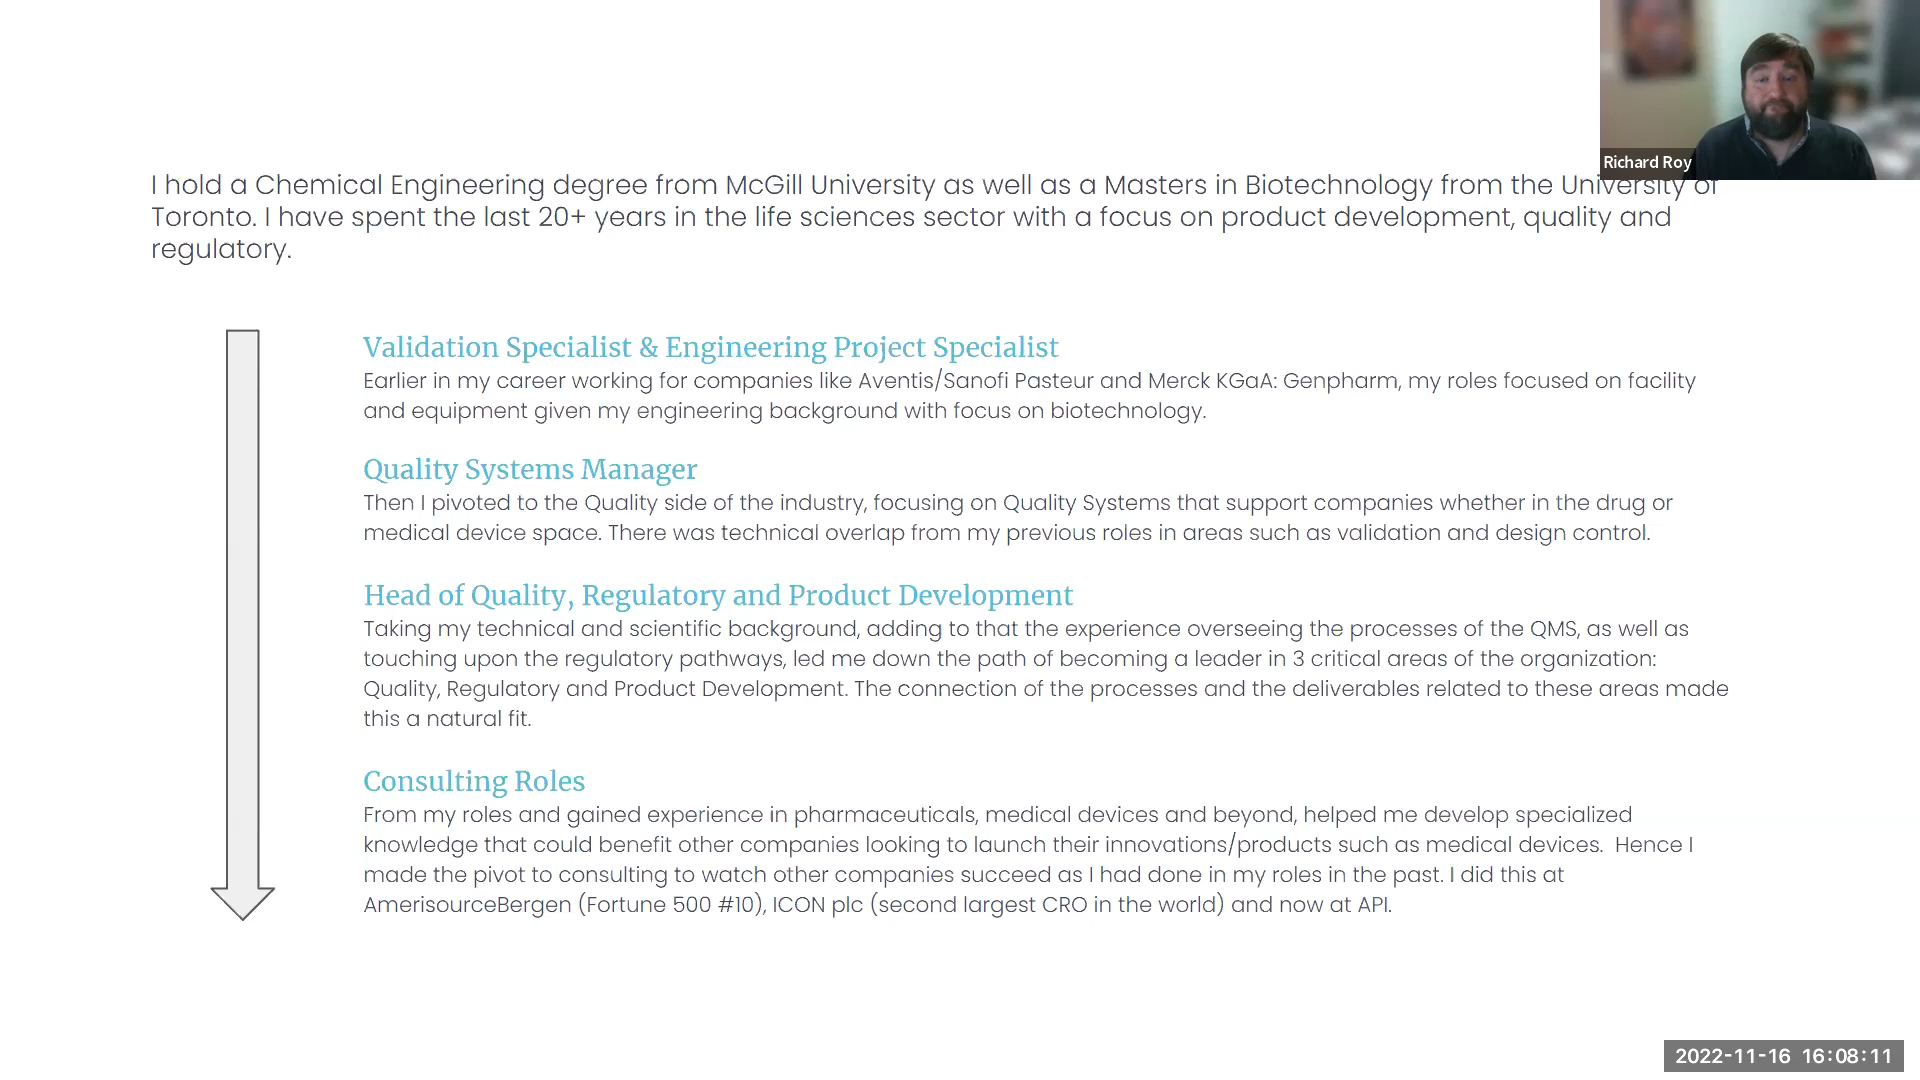 Richard Roy
I hold a Chemical Engineering degree from McGill University as well as a Masters in Biotechnology from the University of
Toronto. I have spent the last 20+ years in the life sciences sector with a focus on product development, quality and
regulatory.
Validation Specialist & Engineering Project Specialist
Earlier in my career working for companies like Aventis/Sanofi Pasteur and Merck KGaA: Genpharm, my roles focused on facility
and equipment given my engineering background with focus on biotechnology.
Quality Systems Manager
Then I pivoted to the Quality side of the industry, focusing on Quality Systems that support companies whether in the drug or
medical device space. There was technical overlap from my previous roles in areas such as validation and design control.
Head of Quality, Regulatory and Product Development
Taking my technical and scientific background, adding to that the experience overseeing the processes of the QMS, as well as
touching upon the regulatory pathways, led me down the path of becoming a leader in 3 critical areas of the organization:
Quality, Regulatory and Product Development. The connection of the processes and the deliverables related to these areas made
this a natural fit.
Consulting Roles
From my roles and gained experience in pharmaceuticals, medical devices and beyond, helped me develop specialized
knowledge that could benefit other companies looking to launch their innovations/products such as medical devices.  Hence I
made the pivot to consulting to watch other companies succeed as I had done in my roles in the past. I did this at
AmerisourceBergen (Fortune 500 #10), ICON plc (second largest CRO in the world) and now at API.
2022-11-16 16:08:11